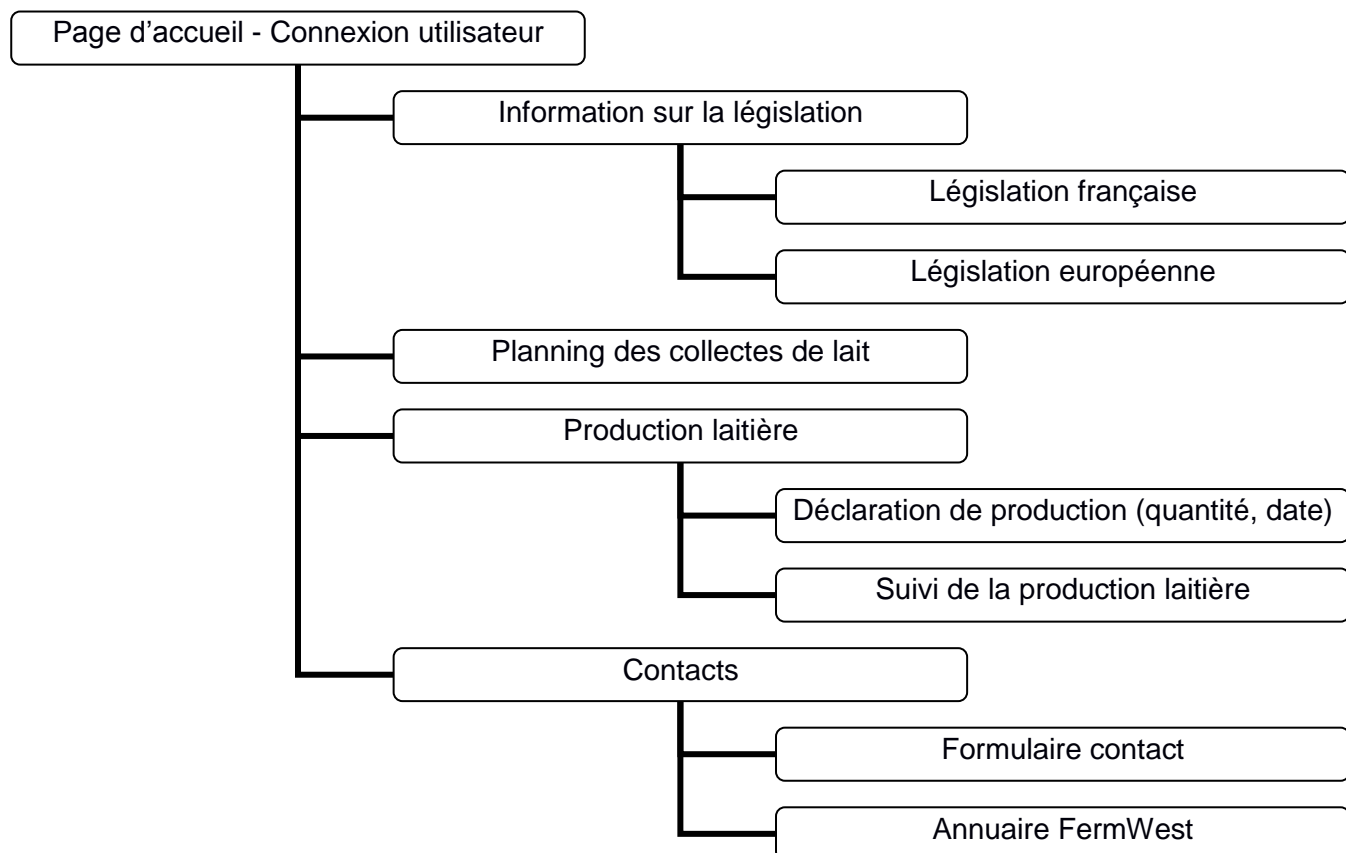 Page d’accueil - Connexion utilisateur
Information sur la législation
Législation française
Législation européenne
Planning des collectes de lait
Production laitière
Déclaration de production (quantité, date)
Suivi de la production laitière
Contacts
Formulaire contact
Annuaire FermWest